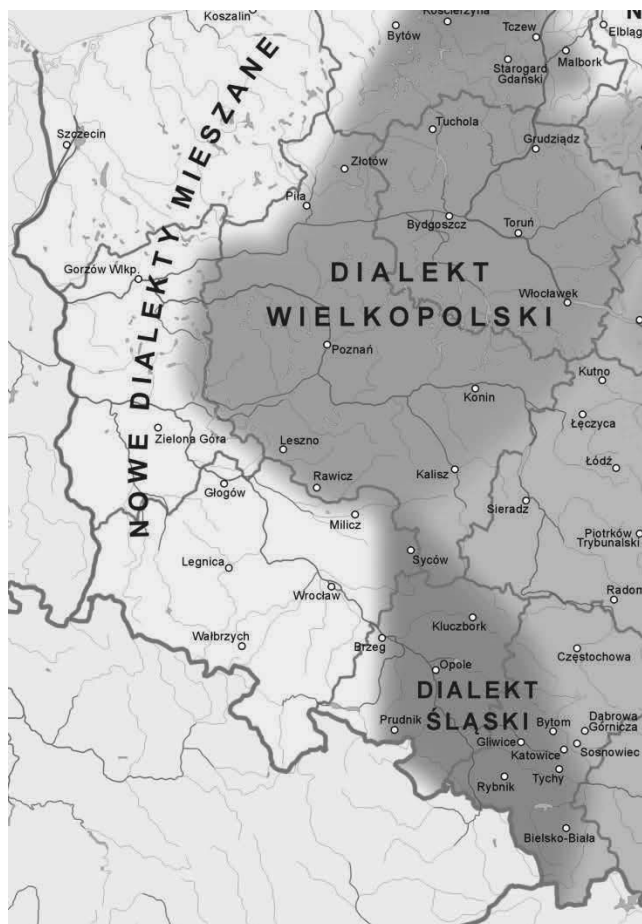 Koszalin
Bytów
Kościerzyna
Tczew
N
Elbląg
Malbork
Starogard
Gdański
Szczecin
Tuchola
Grudziądz
Złotów
Piła
Bydgoszcz
Toruń
Gorzów Wlkp.
NOWE DIALEKTY MIESZANE
DIALEKT
WIELKOPOLSKI
Włocławek
Poznań
Kutno
Konin
Łęczyca
Zielona Góra
Leszno
Łódź
Rawicz
Kalisz
Głogów
Sieradz
Milicz
Piotrków
Trybunalski
Syców
Legnica
Wrocław
Radom
Kluczbork
Wałbrzych
Brzeg
Częstochowa
Opole
DIALEKT
ŚLĄSKI
Prudnik
Bytom
Dąbrowa
Górnicza
Gliwice
Katowice
Sosnowiec
Rybnik
Tychy
Bielsko-Biała